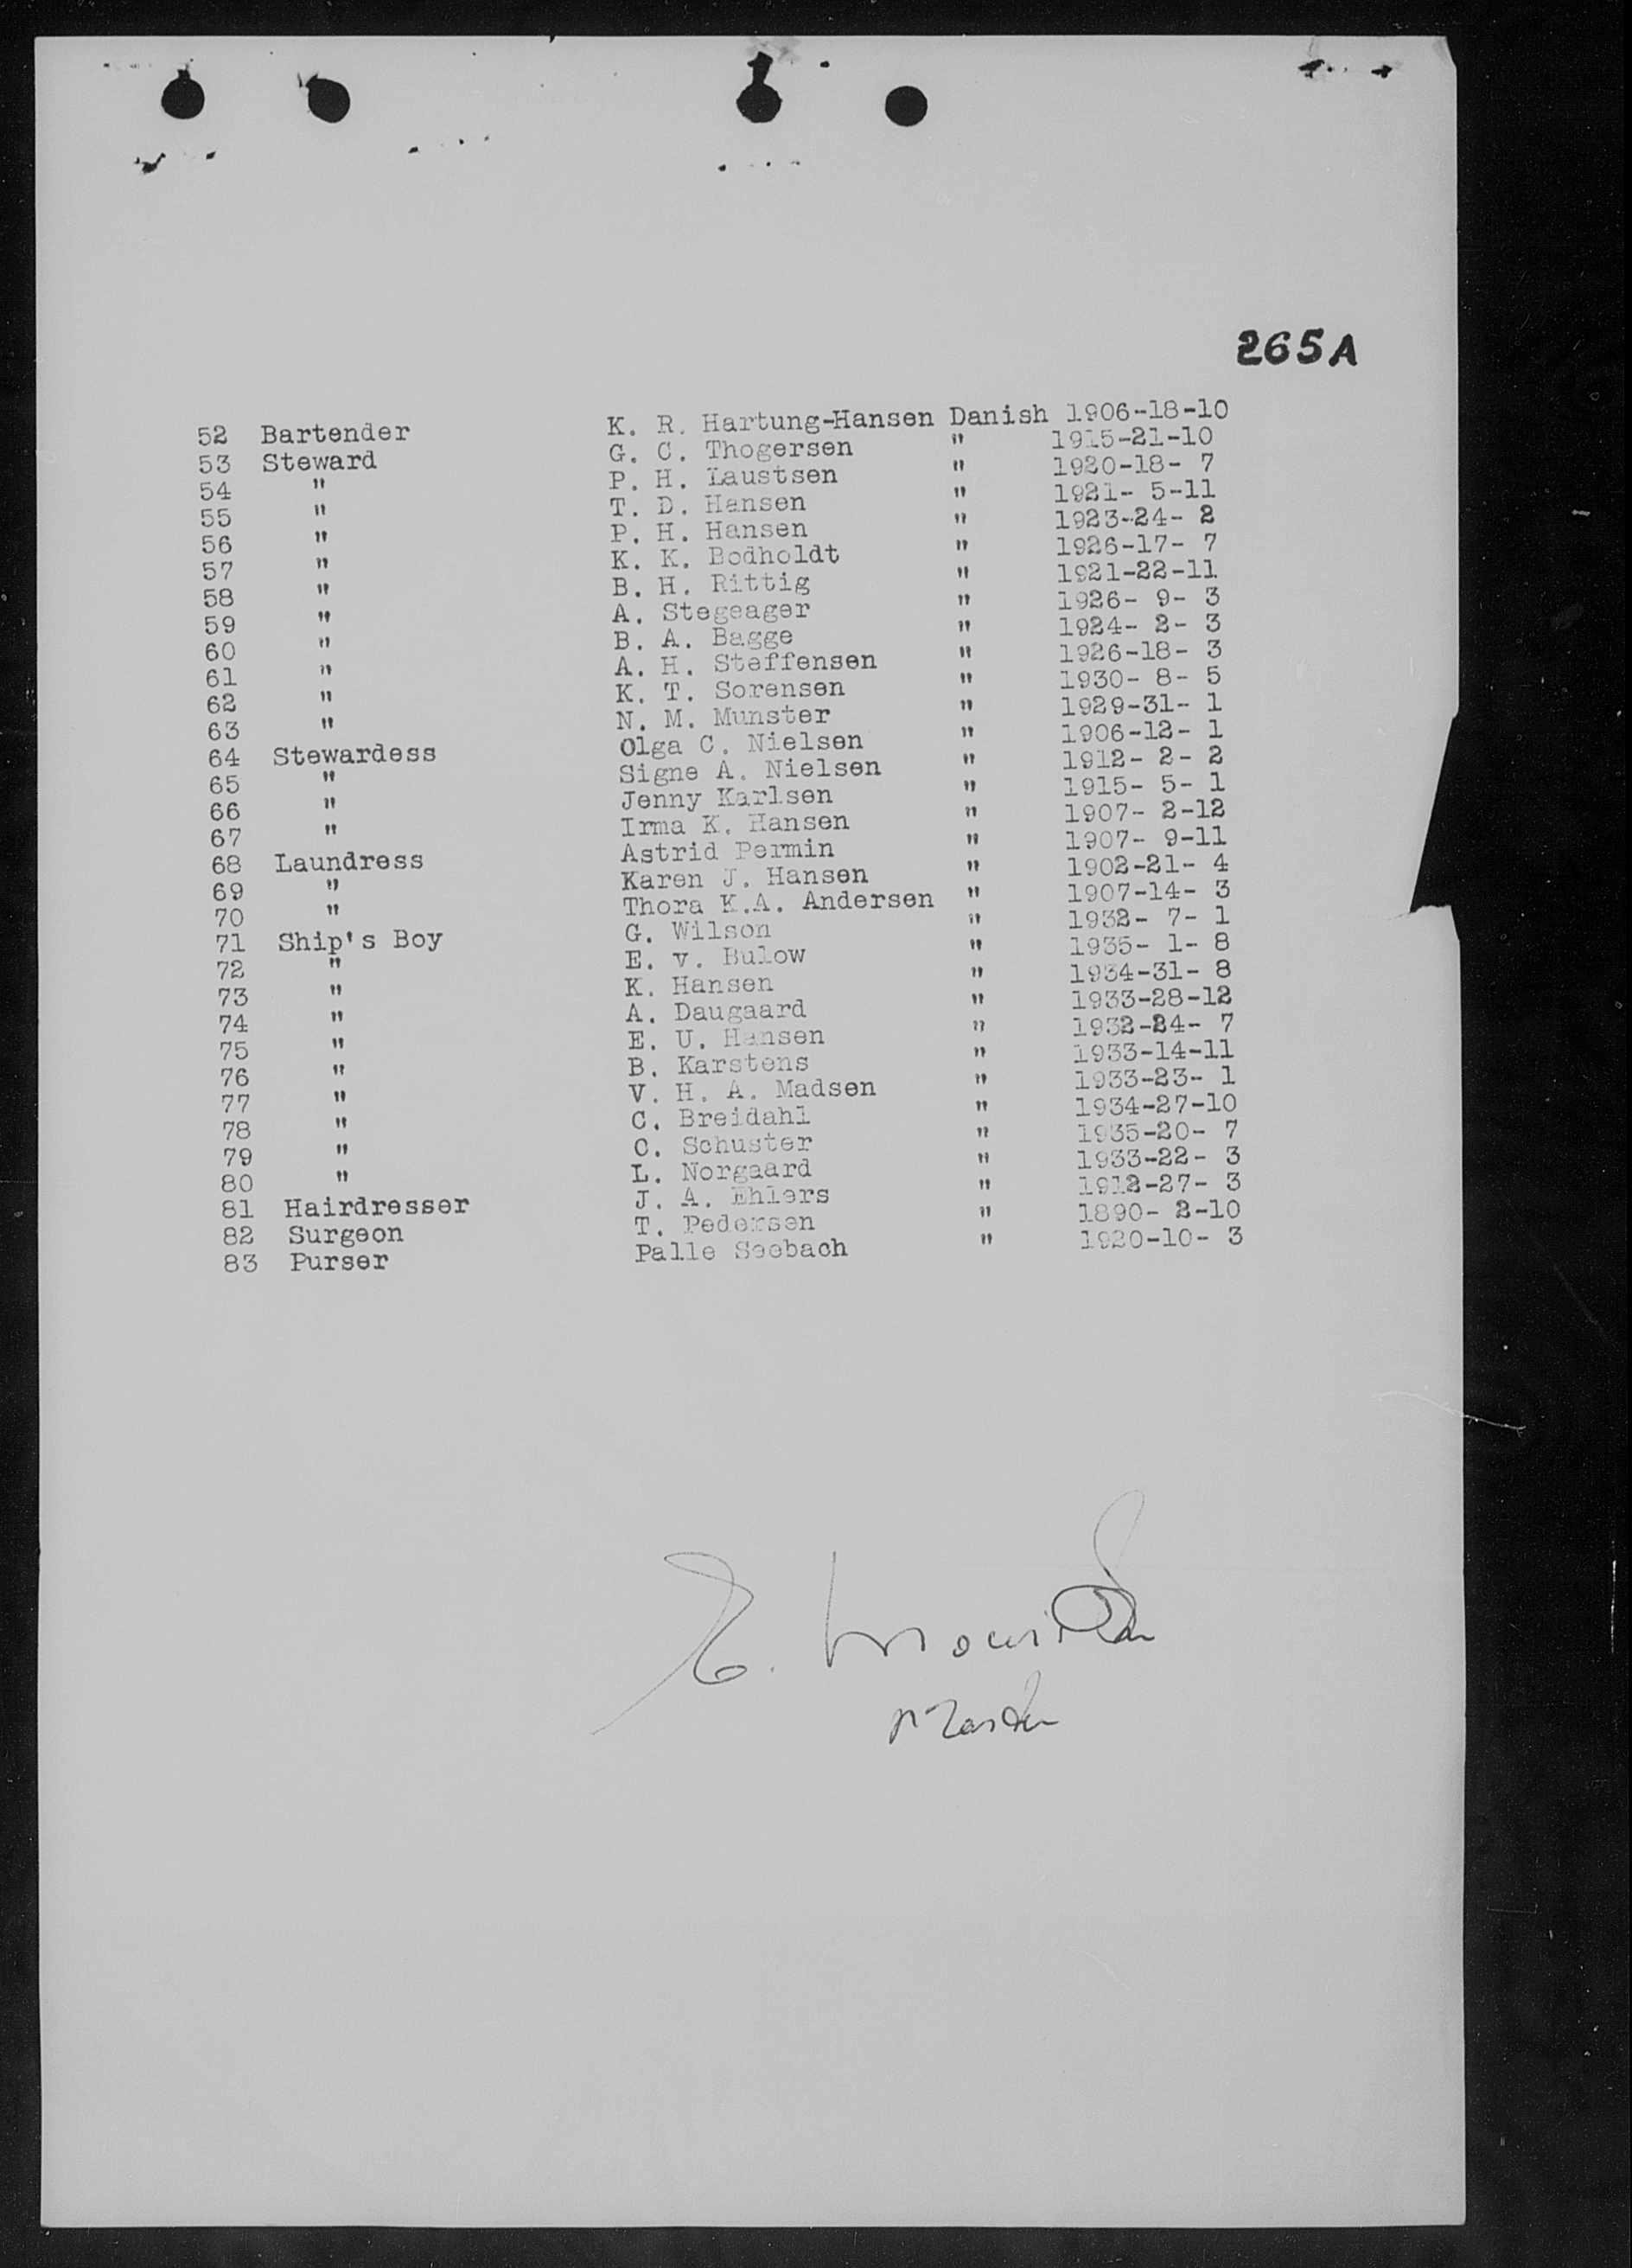 265A
52 Bartender K. R. Hartung-Hansen Danish 1906-18-10
53 Steward G. C. Thogersen " 1915-21-10
54 " P. H. Laustsen " 1920-18- 7
55 " T. D. Hansen " 1921- 5-11
56 " P. H. Hansen " 1923-24- 2
57 " K. K. Bodholdt " 1926-17- 7
58 " B. H. Rittig " 1921-22-11
59 " A. Stegeager " 1926- 9- 3
60 " B. A. Bagge " 1924- 2- 3
61 " A. H. Steffensen " 1926-18- 3
62 " K. T. Sorensen " 1930- 8- 5
63 " N. M. Munster " 1929-31- 1
64 Stewardess Olga C. Nielsen " 1906-12- 1
65 " Signe A. Nielsen " 1912- 2- 2
66 " Jenny Karlsen " 1915- 5- 1
67 " Irma K. Hansen " 1907- 2-12
68 Laundress Astrid Permin " 1907- 9-11
69 " Karen J. Hansen " 1902-21- 4
70 " Thora K.A. Andersen " 1907-14- 3
71 Ship's Boy G. Wilson " 1932- 7- 1
72 " E. v. Bulow " 1935- 1- 8
73 " K. Hansen " 1934-31- 8
74 " A. Daugaard " 1933-28-12
75 " E. U. Hansen " 1932-24- 7
76 " B. Karstens " 1933-14-11
77 " V. H. A. Madsen " 1933-23- 1
78 " C. Breidahl " 1934-27-10
79 " C. Schuster " 1935-20- 7
80 " L. Norgaard " 1933-22- 3
81 Hairdresser J. A. Ehlers " 1912-27- 3
82 Surgeon T. Pedersen " 1890- 2-10
83 Purser Palle Seebach " 1920-10- 3
E.
Master